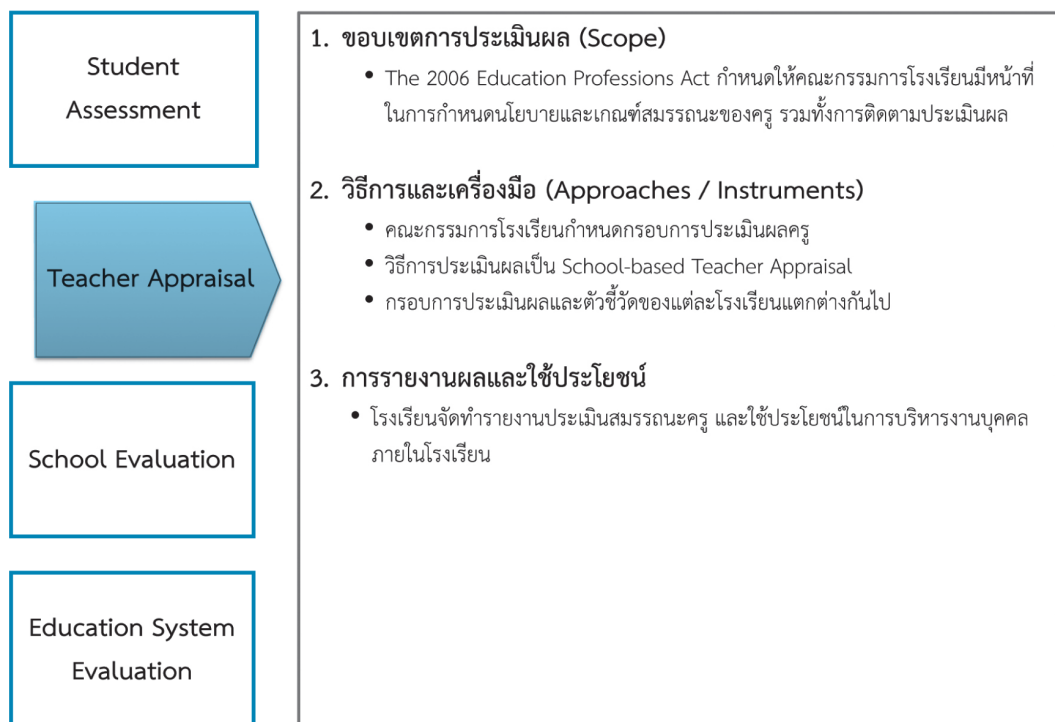 Student
Assessment
Teacher Appraisal
School Evaluation
Education System
Evaluation
1. ขอบเขตการประเมินผล (Scope)
• The 2006 Education Professions Act กำหนดให้คณะกรรมการโรงเรียนมีหน้าที่
ในการกำหนดนโยบายและเกณฑ์สมรรถนะของครู รวมทั้งการติดตามประเมินผล
2. วิธีการและเครื่องมือ (Approaches / Instruments)
• คณะกรรมการโรงเรียนกำหนดกรอบการประเมินผลครู
• วิธีการประเมินผลเป็น School-based Teacher Appraisal
• กรอบการประเมินผลและตัวชี้วัดของแต่ละโรงเรียนแตกต่างกันไป
3. การรายงานผลและใช้ประโยชน์
• โรงเรียนจัดทำรายงานประเมินสมรรถนะครู และใช้ประโยชน์ในการบริหารงานบุคคล
ภายในโรงเรียน